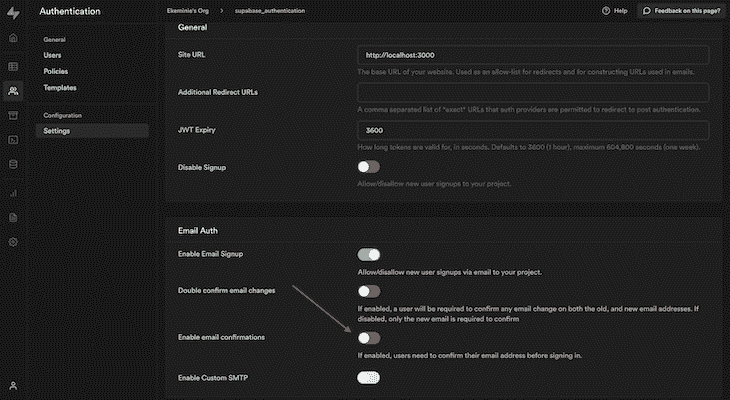 Authentication
Ekeminie's Org > supabase_authentication
Help
Feedback on this page?
General
Users
Policies
Templates
Configuration
Settings
General
Site URL
http://localhost:3000
The base URL of your website. Used as an allow-list for redirects and for constructing URLs used in emails.
Additional Redirect URLs
A comma separated list of "exact" URLs that auth providers are permitted to redirect to post authentication.
JWT Expiry
3600
How long tokens are valid for, in seconds. Defaults to 3600 (1 hour), maximum 604,800 seconds (one week).
Disable Signup
Allow/disallow new user signups to your project.
Email Auth
Enable Email Signup
Allow/disallow new user signups via email to your project.
Double confirm email changes
If enabled, a user will be required to confirm any email change on both the old, and new email addresses. If
disabled, only the new email is required to confirm
Enable email confirmations
If enabled, users need to confirm their email address before signing in.
Enable Custom SMTP